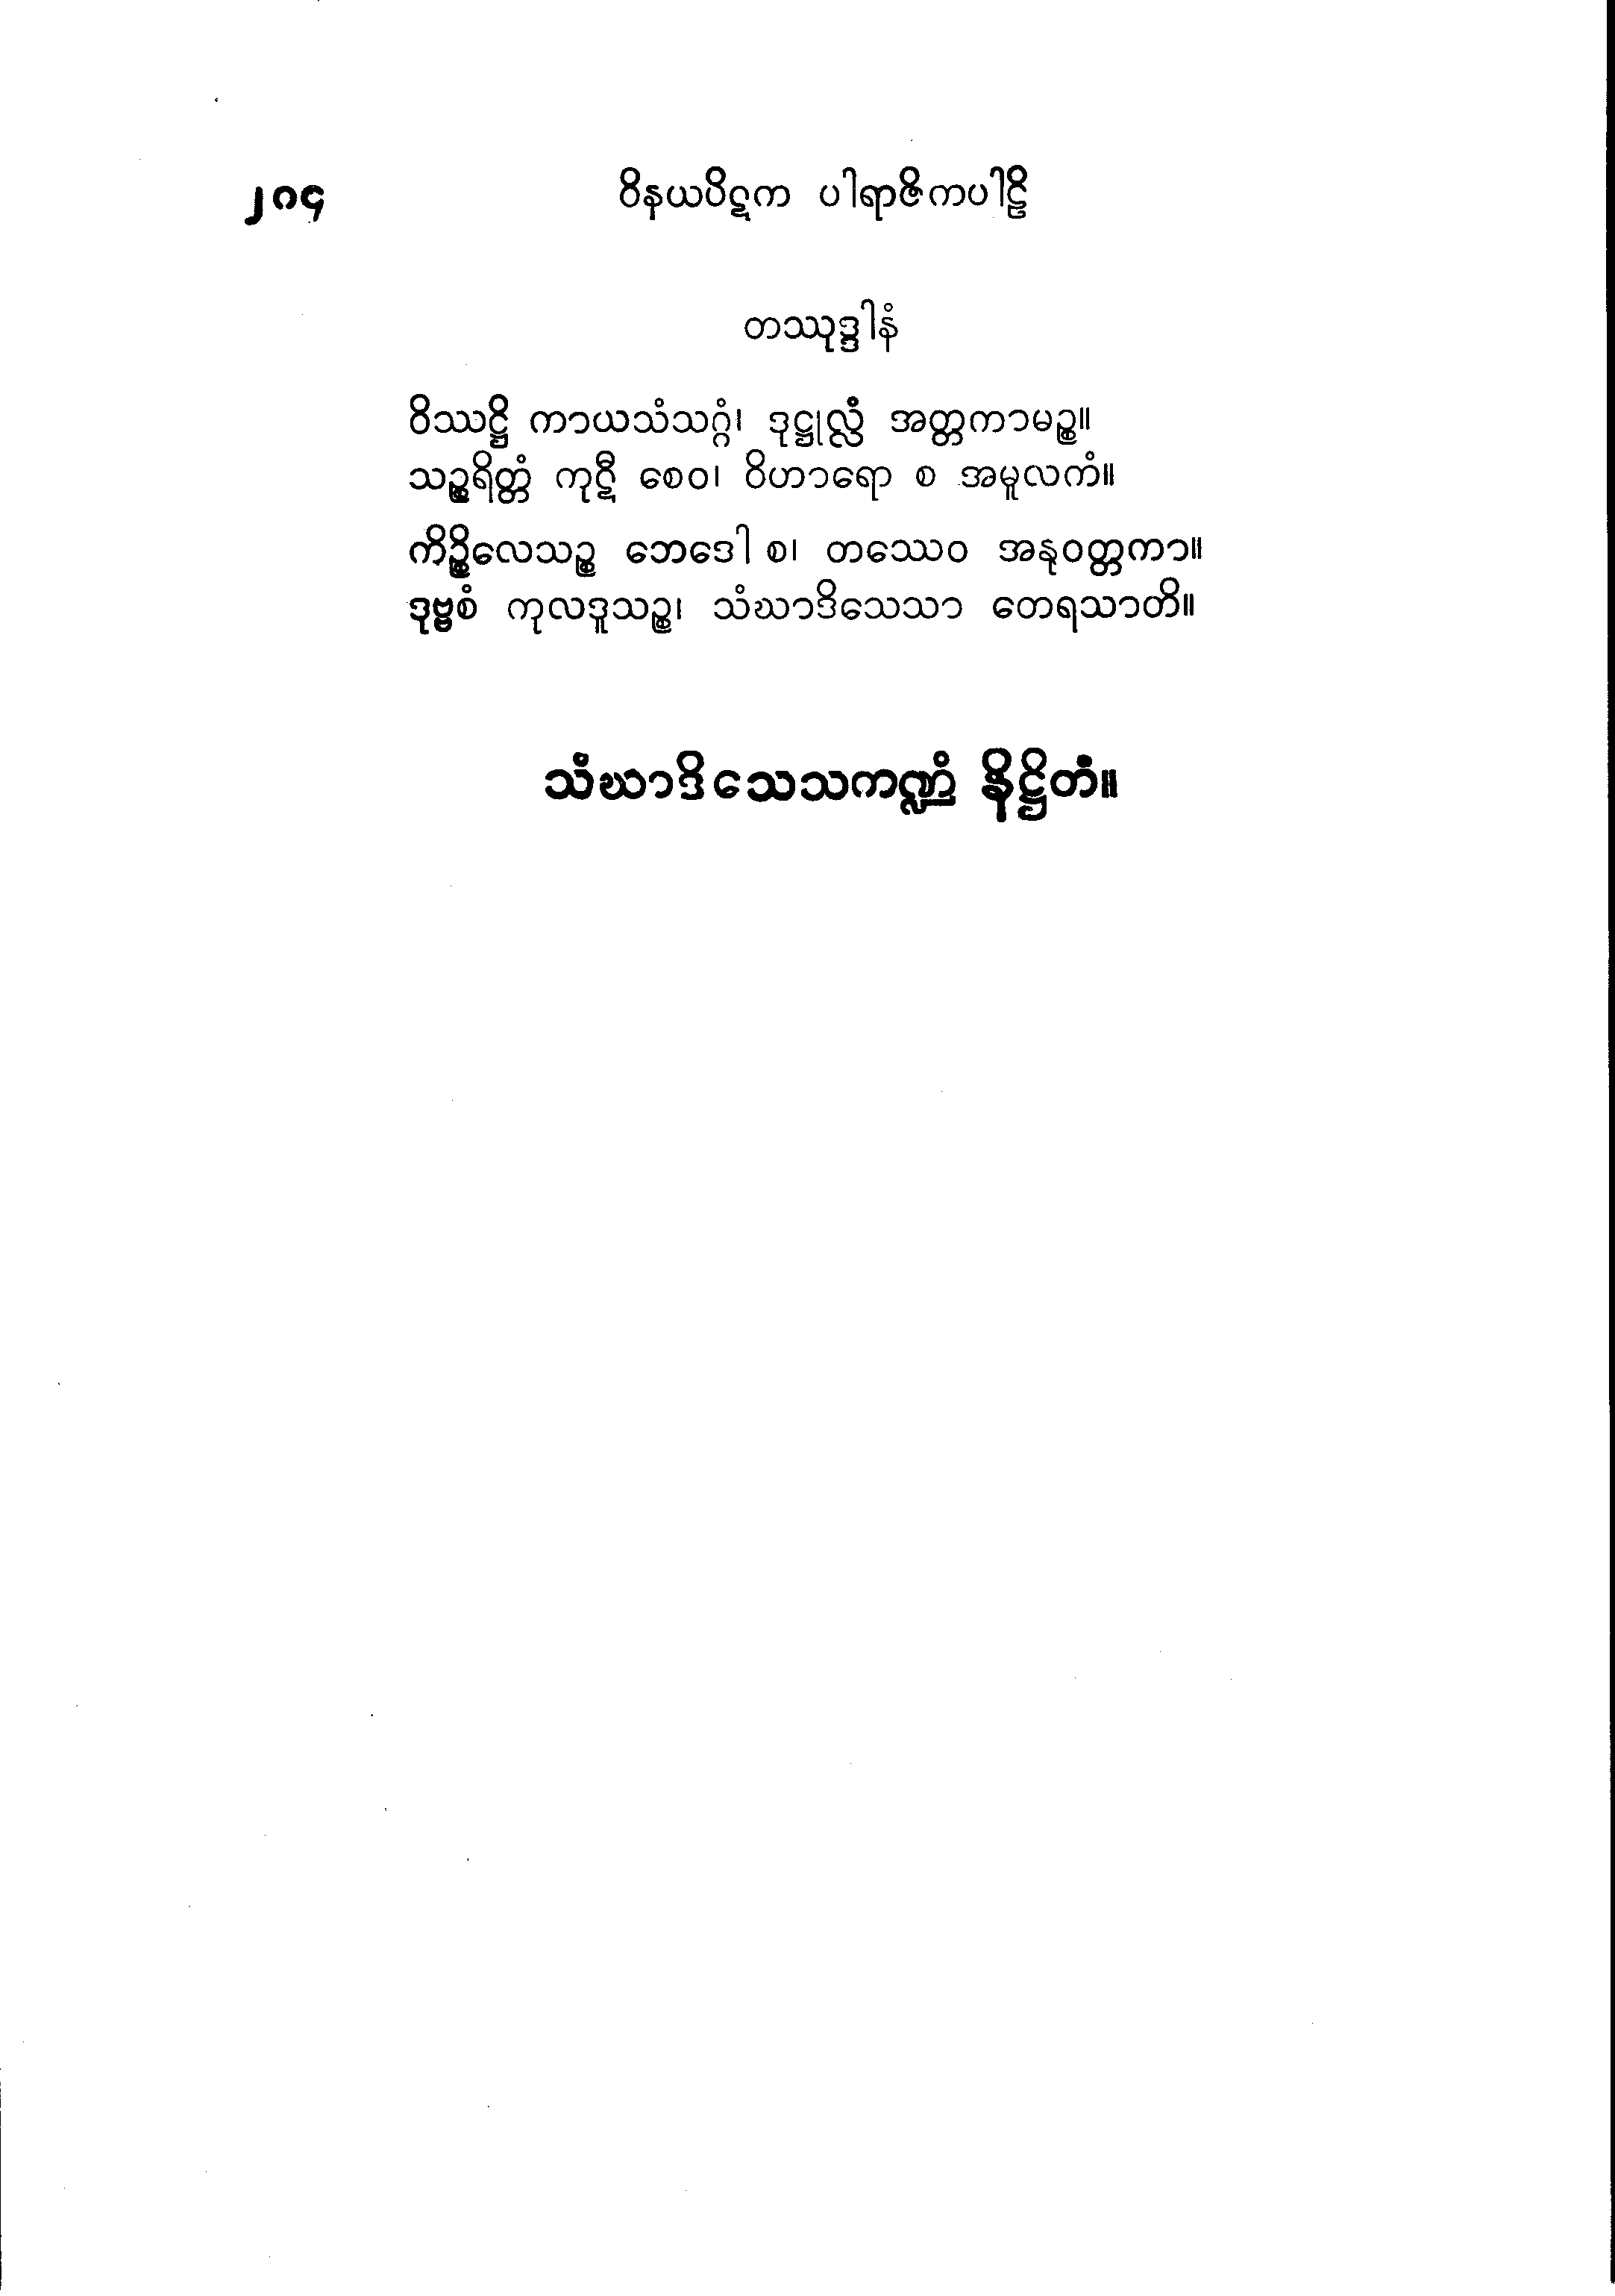 ၂၈၄ ဝိနယပိဋက ပါရာဇိကပါဠိ
တဿုဒ္ဒါနံ
ဝိဿဋ္ဌိ ကာယသံသဂ္ဂံ၊ ဒုဋ္ဌုလ္လံ အတ္တကာမဉ္စ။
သဉ္စရိတ္တံ ကုဋီ စေဝ၊ ဝိဟာရော စ အမူလကံ။
ကိဉ္စိလေသဉ္စ ဘေဒေါ စ၊ တဿေဝ အနုဝတ္တကာ။
ဒုဗ္ဗစံ ကုလဒူသဉ္စ၊ သံဃာဒိသေသာ တေရသာတိ။
သံဃာဒိသေသကဏ္ဍံ နိဋ္ဌိတံ။